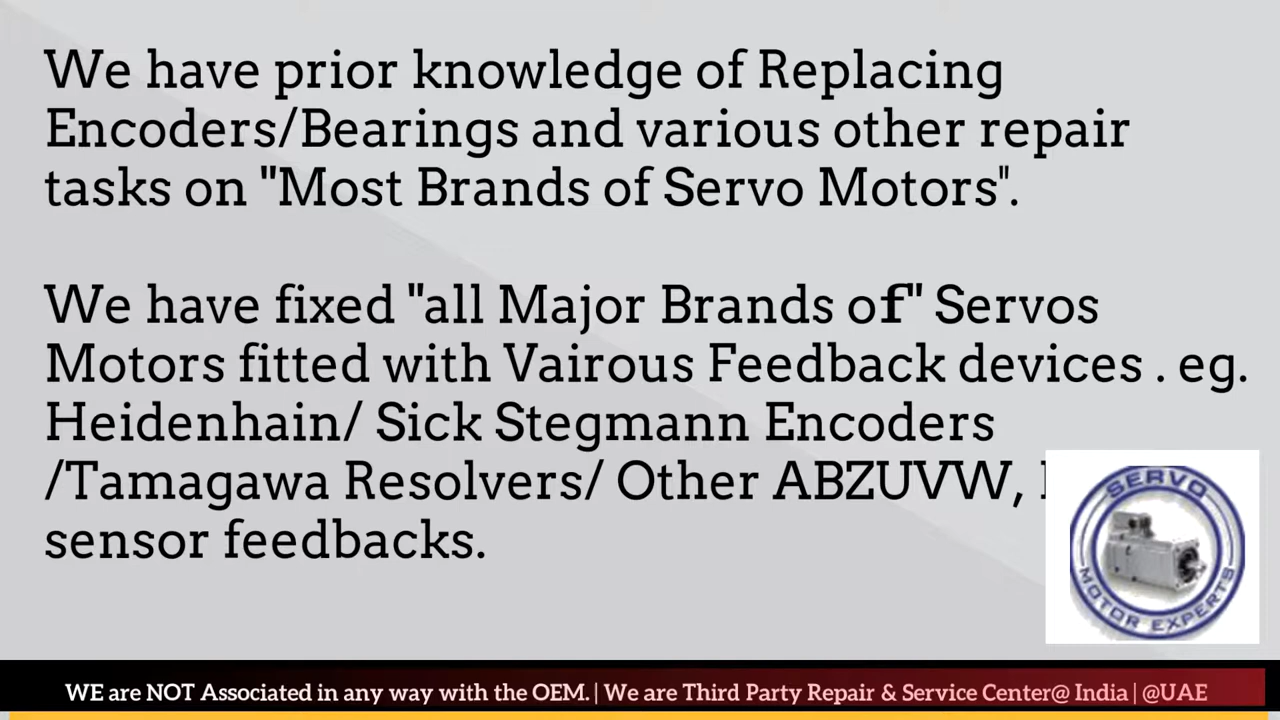 We have prior knowledge of Replacing
Encoders/Bearings and various other repair
tasks on "Most Brands of Servo Motors".
We have fixed "all Major Brands of" Servos
Motors fitted with Vairous Feedback devices . eg.
Heidenhain/ Sick Stegmann Encoders
/Tamagawa Resolvers/ Other ABZUVW,
sensor feedbacks.
SERVO
MOTOR EXPERTS
WE are NOT Associated in any way with the OEM. | We are Third Party Repair & Service Center@ India | @UAE